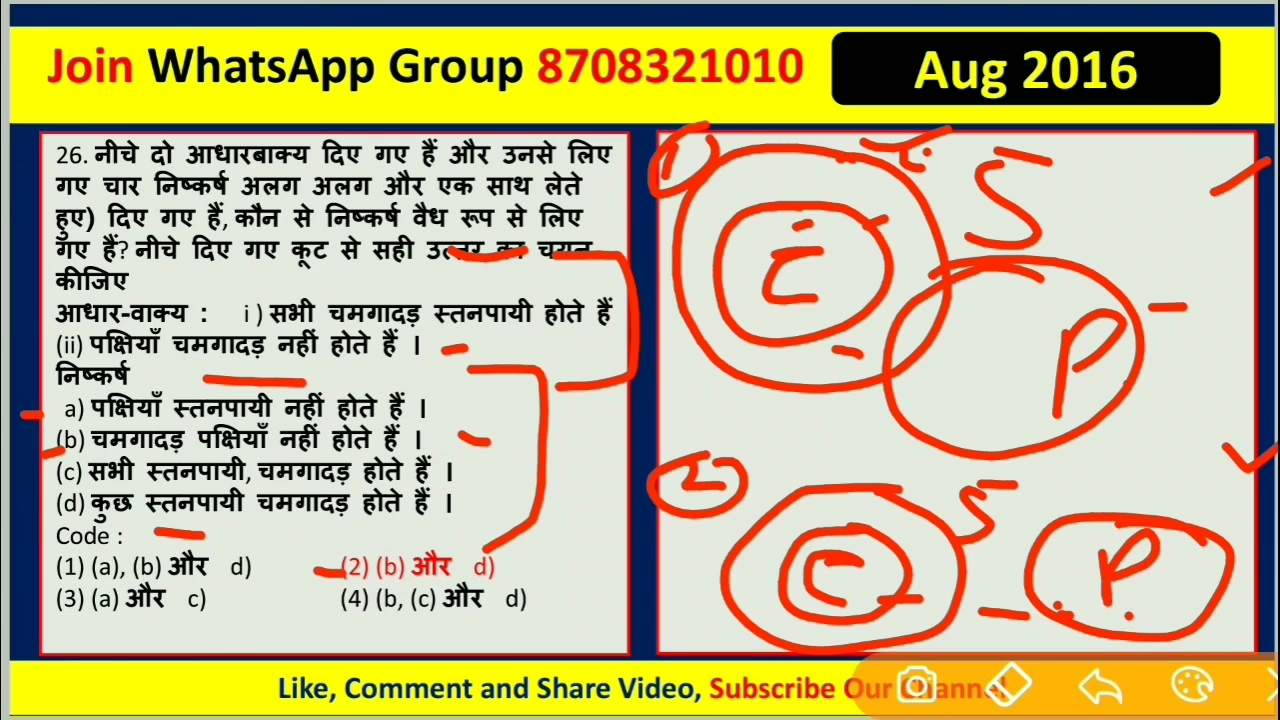 Join WhatsApp Group 8708321010
Aug 2016
26. नीचे दो आधारबाक्य दिए गए हैं और उनसे लिए
गए चार निष्कर्ष अलग अलग और एक साथ लेते
हुए) दिए गए हैं, कौन से निष्कर्ष वैध रूप से लिए
गए हैं? नीचे दिए गए कूट से सही उत्तर का चयन
कीजिए
आधार-वाक्य : i ) सभी चमगादड़ स्तनपायी होते हैं
(ii) पक्षियाँ चमगादड़ नहीं होते हैं ।
निष्कर्ष
a) पक्षियाँ स्तनपायी नहीं होते हैं ।
(b) चमगादड़ पक्षियाँ नहीं होते हैं ।
(c) सभी स्तनपायी, चमगादड़ होते हैं ।
(d) कुछ स्तनपायी चमगादड़ होते हैं ।
Code :
(1) (a), (b) और d) (2) (b) और d)
(3) (a) और c) (4) (b, (c) और d)
1
S
C
P
2
S
C
P
Like, Comment and Share Video, Subscribe Our Channel